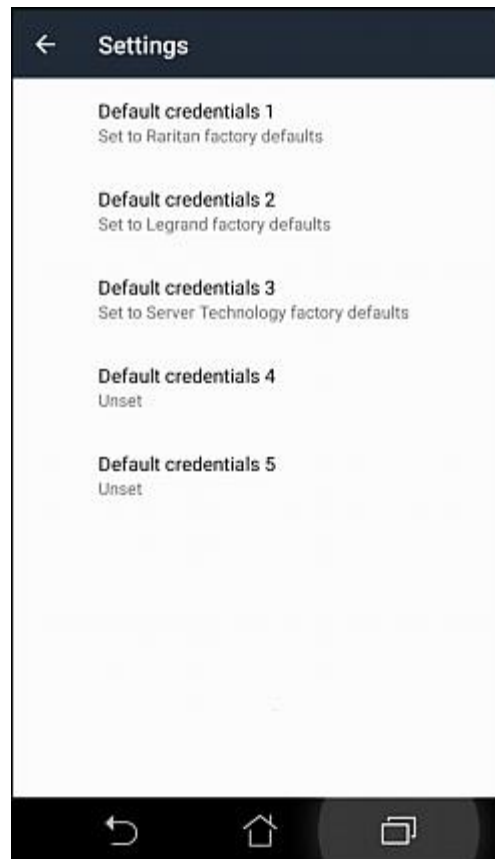 Settings
Default credentials 1
Set to Raritan factory defaults
Default credentials 2
Set to Legrand factory defaults
Default credentials 3
Set to Server Technology factory defaults
Default credentials 4
Unset
Default credentials 5
Unset